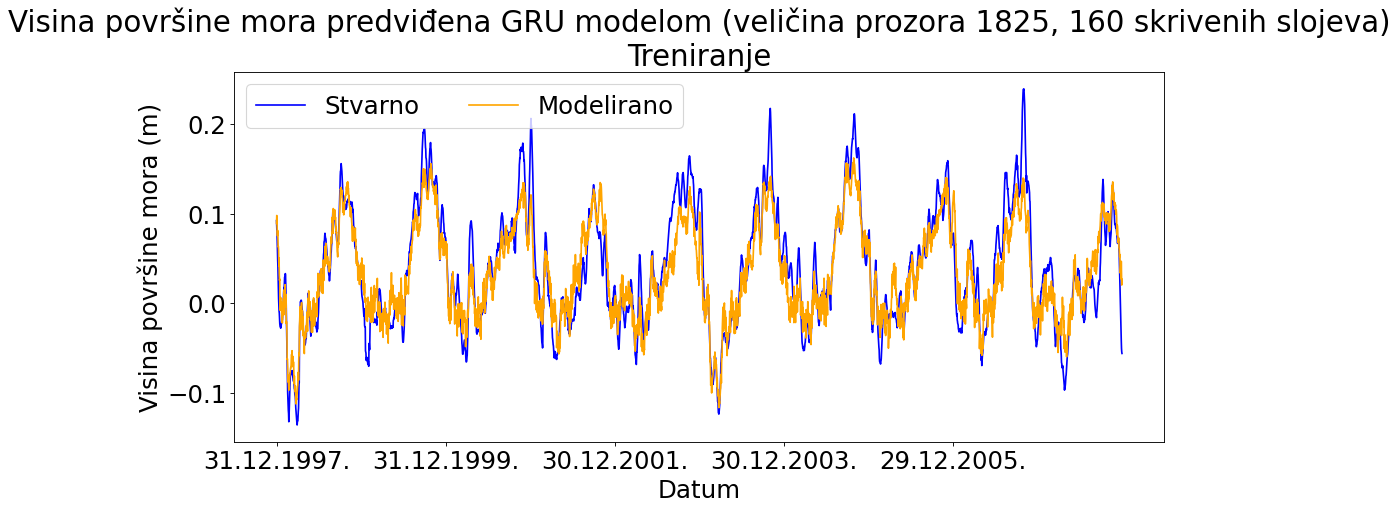 Visina površine mora predviđena GRU modelom (veličina prozora 1825, 160 skrivenih slojeva)
Treniranje
Stvarno Modelirano
Visina površine mora (m)
0.2
0.1
0.0
−0.1
31.12.1997. 31.12.1999. 30.12.2001. 30.12.2003. 29.12.2005.
Datum